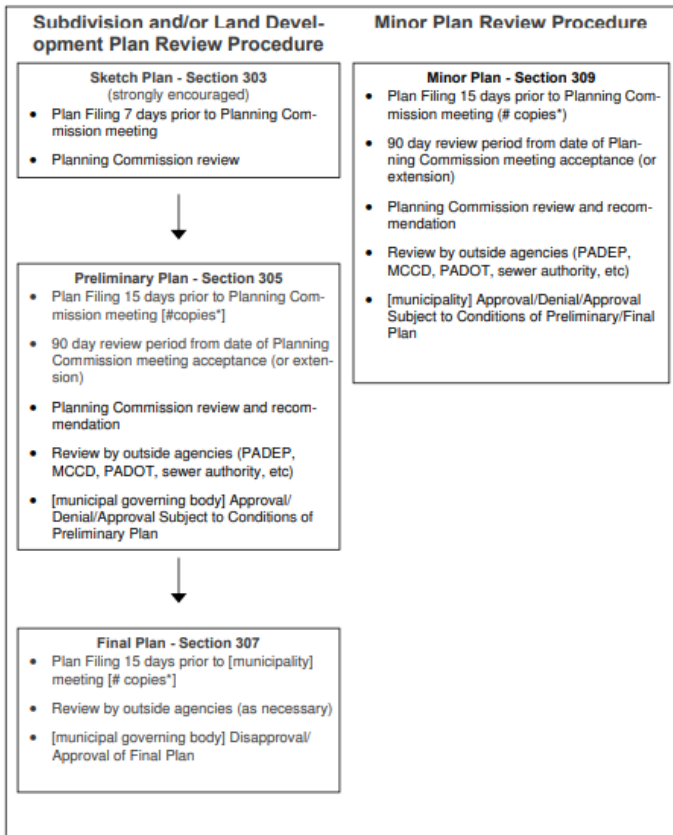 Subdivision and/or Land Devel-
opment Plan Review Procedure
Sketch Plan - Section 303
(strongly encouraged)
• Plan Filing 7 days prior to Planning Com-
mission meeting
• Planning Commission review
Preliminary Plan - Section 305
• Plan Filing 15 days prior to Planning Com-
mission meeting [#copies*]
• 90 day review period from date of Planning
Commission meeting acceptance (or exten-
sion)
• Planning Commission review and recom-
mendation
• Review by outside agencies (PADEP,
MCCD, PADOT, sewer authority, etc)
• [municipal governing body] Approval/
Denial/Approval Subject to Conditions of
Preliminary Plan
Final Plan - Section 307
• Plan Filing 15 days prior to [municipality]
meeting [# copies*]
• Review by outside agencies (as necessary)
• [municipal governing body] Disapproval/
Approval of Final Plan
Minor Plan Review Procedure
Minor Plan - Section 309
• Plan Filing 15 days prior to Planning Com-
mission meeting (# copies*)
• 90 day review period from date of Plan-
ning Commission meeting acceptance (or
extension)
• Planning Commission review and recom-
mendation
• Review by outside agencies (PADEP,
MCCD, PADOT, sewer authority, etc)
• [municipality] Approval/Denial/Approval
Subject to Conditions of Preliminary/Final
Plan